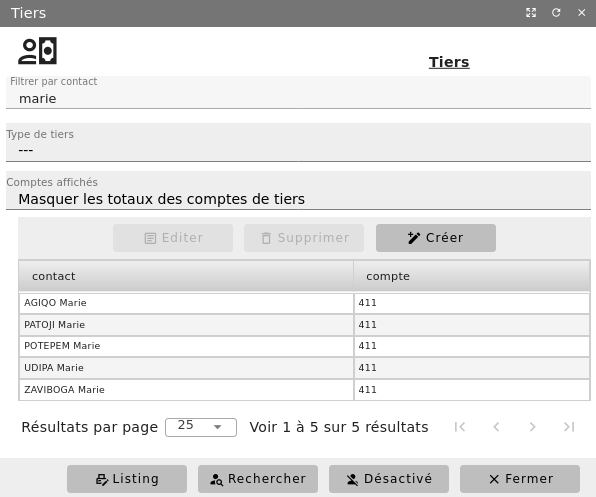 Tiers
Tiers
Filtrer par contact
marie
Type de tiers
---
Comptes affichés
Masquer les totaux des comptes de tiers
Editer Supprimer Créer
contact compte
AGIQO Marie 411
PATOJI Marie 411
POTEPEM Marie 411
UDIPA Marie 411
ZAVIBOGA Marie 411
Résultats par page 25 Voir 1 à 5 sur 5 résultats
Listing Rechercher Désactivé Fermer